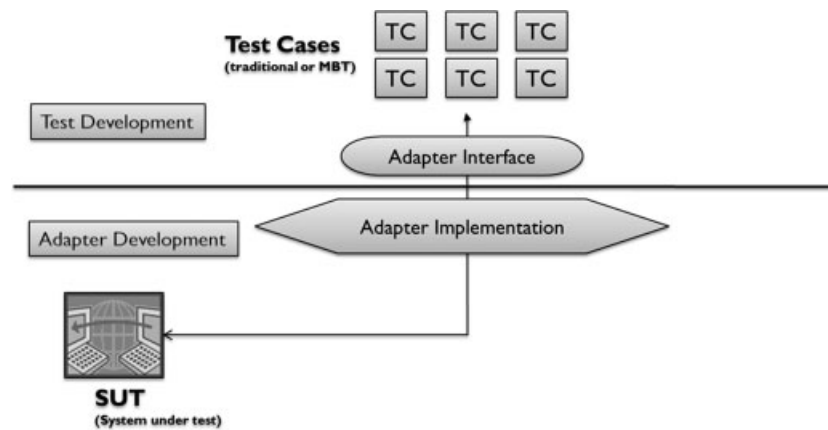 TC TC TC
Test Cases
(traditional or MBT)
TC TC TC
Test Development
Adapter Interface
Adapter Implementation
Adapter Development
SUT
(System under test)